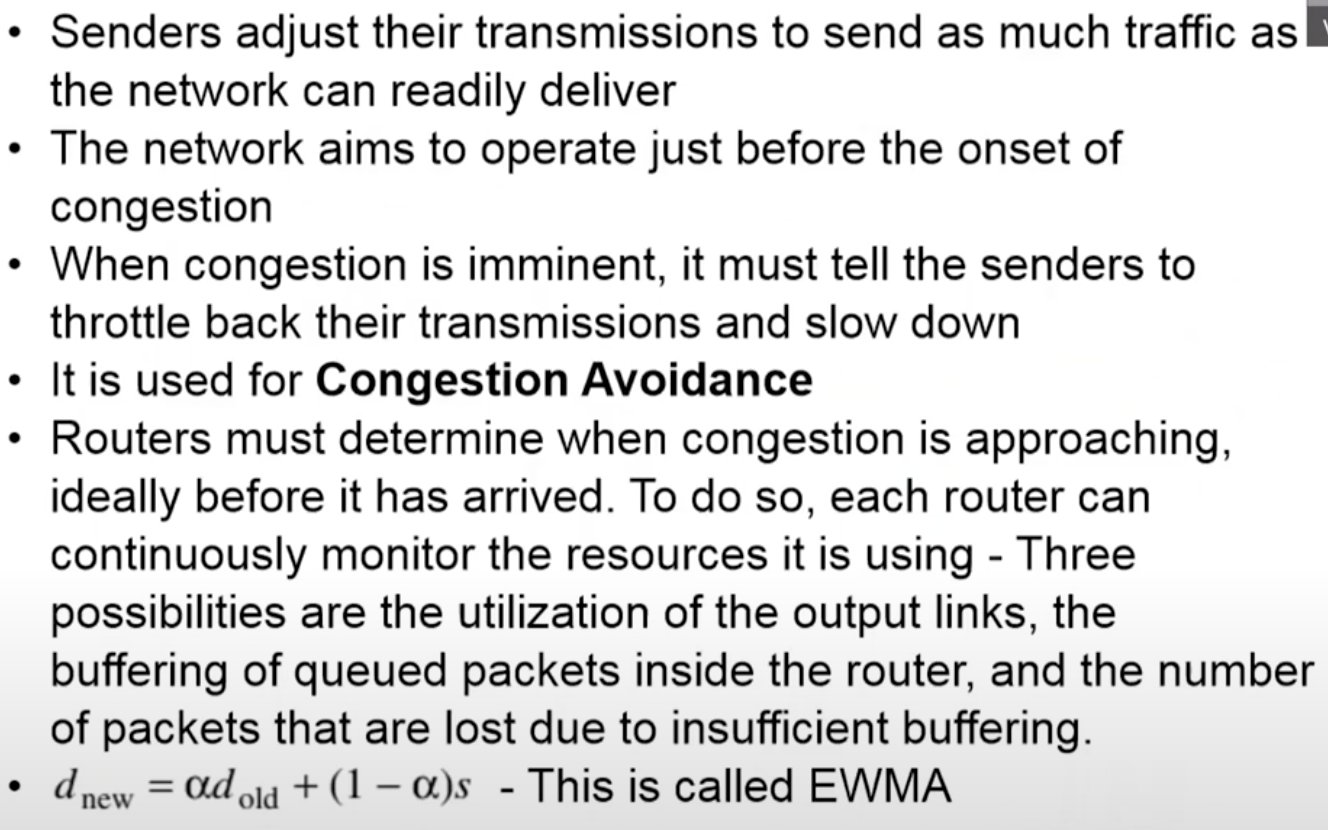 • Senders adjust their transmissions to send as much traffic as
the network can readily deliver
• The network aims to operate just before the onset of
congestion
• When congestion is imminent, it must tell the senders to
throttle back their transmissions and slow down
• It is used for Congestion Avoidance
• Routers must determine when congestion is approaching,
ideally before it has arrived. To do so, each router can
continuously monitor the resources it is using - Three
possibilities are the utilization of the output links, the
buffering of queued packets inside the router, and the number
of packets that are lost due to insufficient buffering.
• d new = αd old + (1 – α)s - This is called EWMA